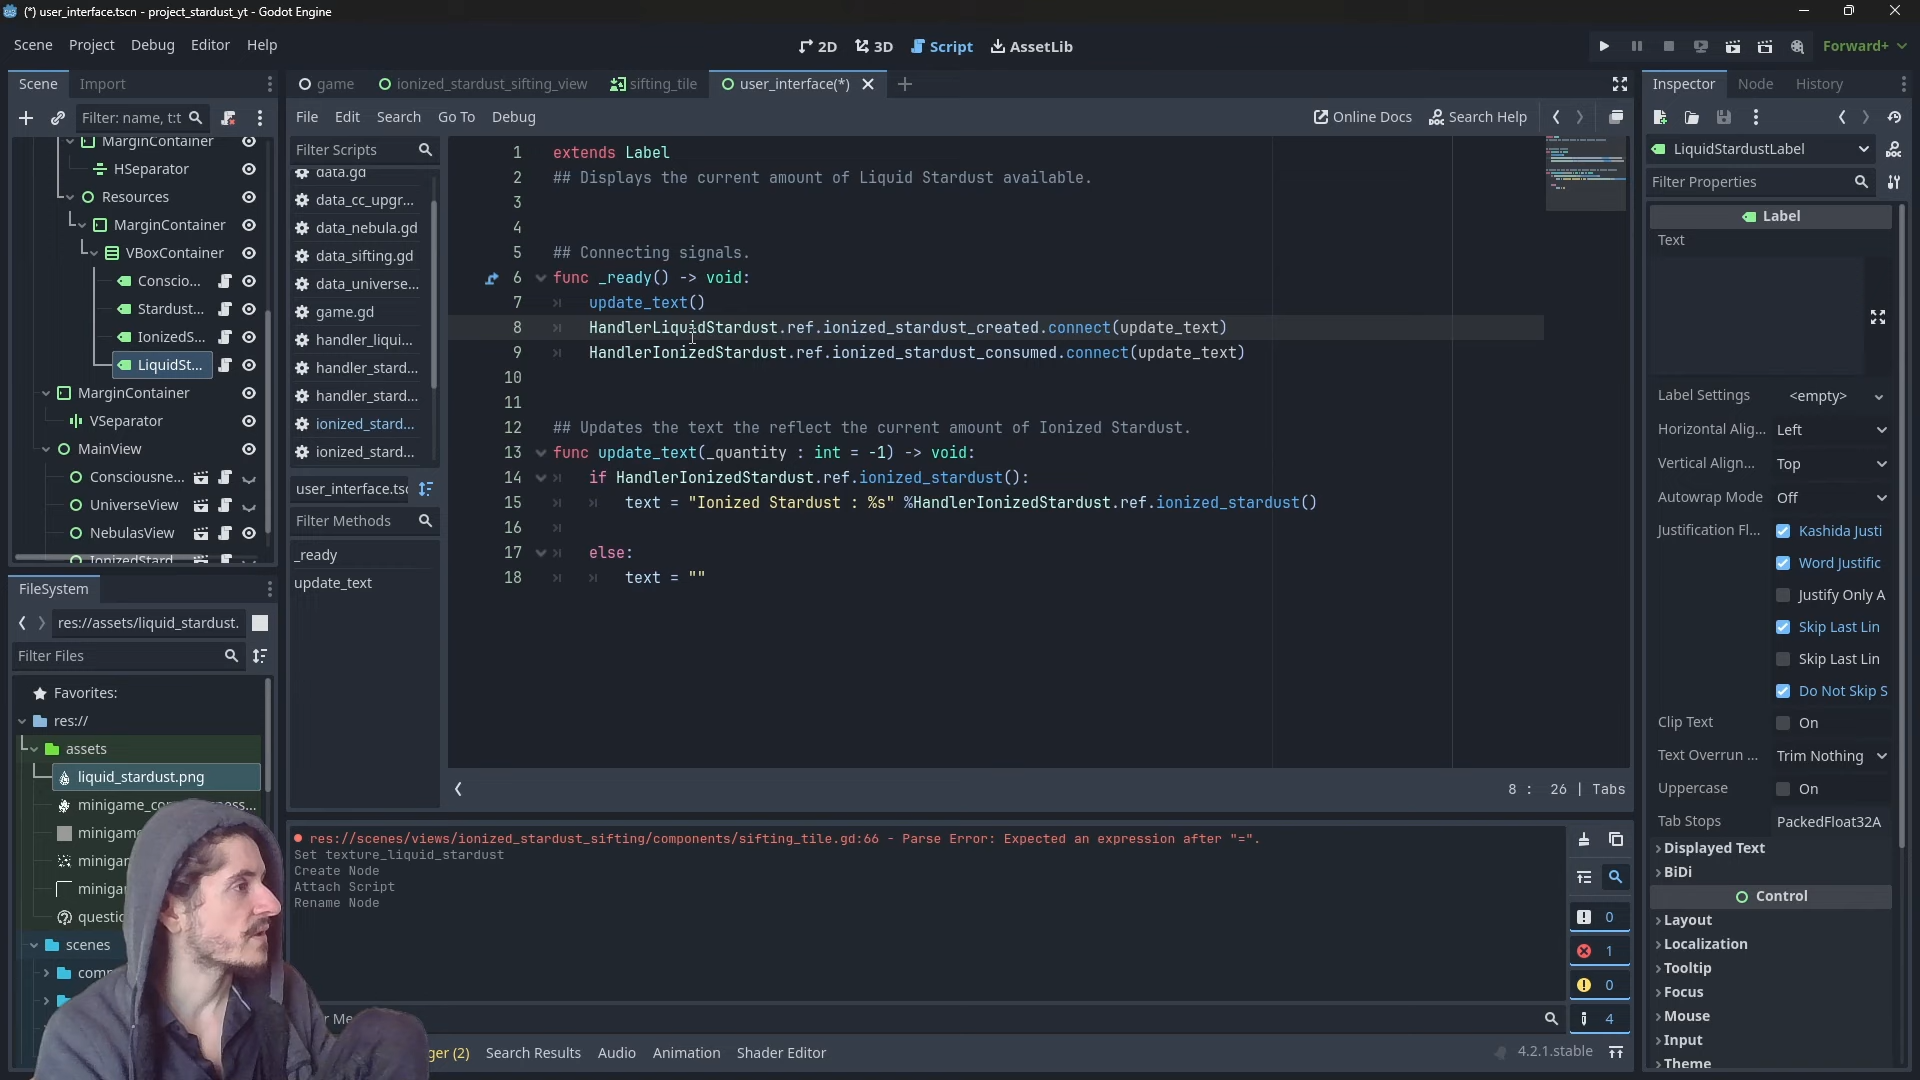 (*) user_interface.tscn - project_stardust_yt - Godot Engine
Scene Project Debug Editor Help
2D 3D Script AssetLib
Forward+
Scene Import
game ionized_stardust_sifting_view sifting_tile user_interface(*)
Inspector Node History
Filter: name, t:t
File Edit Search Go To Debug
Online Docs Search Help
MarginContainer
HSeparator
Resources
MarginContainer
VBoxContainer
Conscio...
Stardust...
IonizedS...
LiquidSt...
MarginContainer
VSeparator
MainView
Consciousne...
UniverseView
NebulasView
IonizedStard...
Filter Scripts
data.gd
data_cc_upgr...
data_nebula.gd
data_sifting.gd
data_universe...
game.gd
handler_liqui...
handler_stard...
handler_stard...
ionized_stard...
ionized_stard...
user_interface.tsc
Filter Methods
_ready
update_text
1 extends Label
2 ## Displays the current amount of Liquid Stardust available.
3
4
5 ## Connecting signals.
6 func _ready() -> void:
7 update_text()
8 HandlerLiquidStardust.ref.ionized_stardust_created.connect(update_text)
9 HandlerIonizedStardust.ref.ionized_stardust_consumed.connect(update_text)
10
11
12 ## Updates the text the reflect the current amount of Ionized Stardust.
13 func update_text(_quantity : int = -1) -> void:
14 if HandlerIonizedStardust.ref.ionized_stardust():
15 text = "Ionized Stardust : %s" %HandlerIonizedStardust.ref.ionized_stardust()
16
17 else:
18 text = ""
8 : 26 | Tabs
FileSystem
res://assets/liquid_stardust.
Filter Files
Favorites:
res://
assets
liquid_stardust.png
scenes
res://scenes/views/ionized_stardust_sifting/components/sifting_tile.gd:66 - Parse Error: Expected an expression after "=".
Set texture_liquid_stardust
Create Node
Attach Script
Rename Node
0
1
0
4
Search Results Audio Animation Shader Editor
4.2.1.stable
LiquidStardustLabel
Filter Properties
Label
Text
Label Settings <empty>
Horizontal Alig... Left
Vertical Align... Top
Autowrap Mode Off
Justification Fl... Kashida Justi
Word Justific
Justify Only A
Skip Last Lin
Skip Last Lin
Do Not Skip S
Clip Text On
Text Overrun ... Trim Nothing
Uppercase On
Tab Stops PackedFloat32A
Displayed Text
BiDi
Control
Layout
Localization
Tooltip
Focus
Mouse
Input
Theme